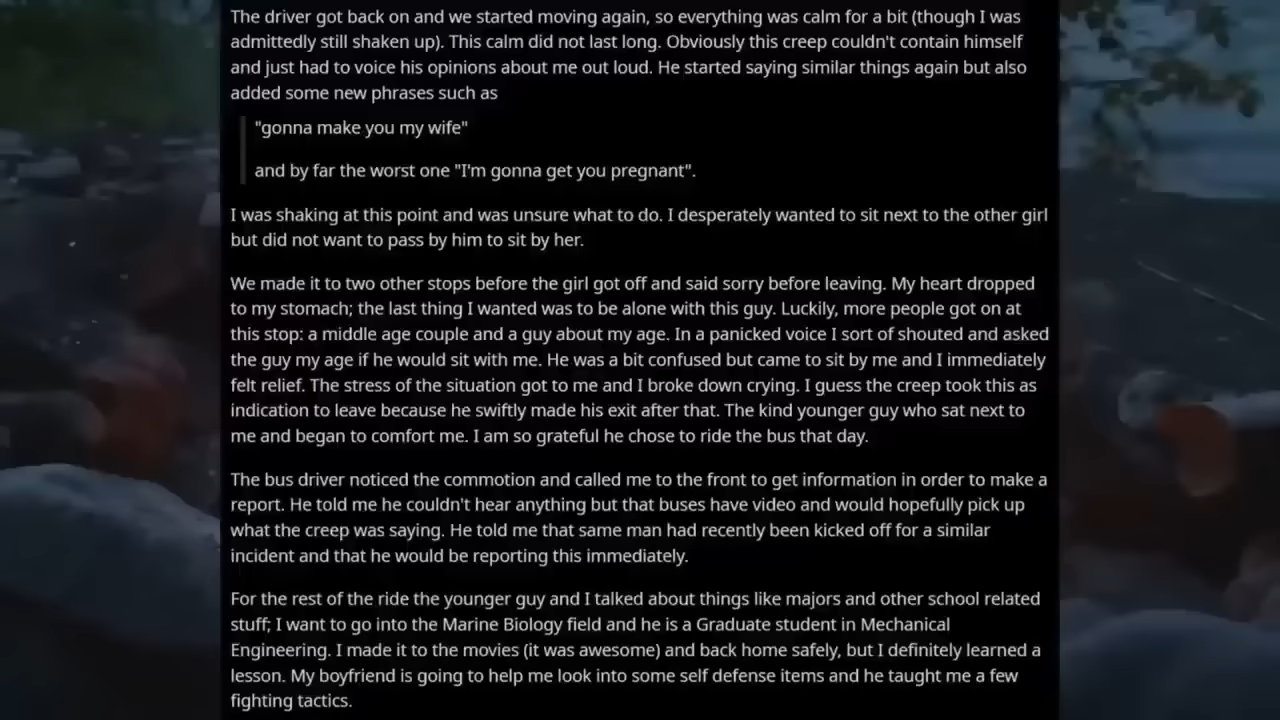 The driver got back on and we started moving again, so everything was calm for a bit (though I was
admittedly still shaken up). This calm did not last long. Obviously this creep couldn't contain himself
and just had to voice his opinions about me out loud. He started saying similar things again but also
added some new phrases such as
"gonna make you my wife"
and by far the worst one "I'm gonna get you pregnant".
I was shaking at this point and was unsure what to do. I desperately wanted to sit next to the other girl
but did not want to pass by him to sit by her.
We made it to two other stops before the girl got off and said sorry before leaving. My heart dropped
to my stomach; the last thing I wanted was to be alone with this guy. Luckily, more people got on at
this stop: a middle age couple and a guy about my age. In a panicked voice I sort of shouted and asked
the guy my age if he would sit with me. He was a bit confused but came to sit by me and I immediately
felt relief. The stress of the situation got to me and I broke down crying. I guess the creep took this as
indication to leave because he swiftly made his exit after that. The kind younger guy who sat next to
me and began to comfort me. I am so grateful he chose to ride the bus that day.
The bus driver noticed the commotion and called me to the front to get information in order to make a
report. He told me he couldn't hear anything but that buses have video and would hopefully pick up
what the creep was saying. He told me that same man had recently been kicked off for a similar
incident and that he would be reporting this immediately.
For the rest of the ride the younger guy and I talked about things like majors and other school related
stuff; I want to go into the Marine Biology field and he is a Graduate student in Mechanical
Engineering. I made it to the movies (it was awesome) and back home safely, but I definitely learned a
lesson. My boyfriend is going to help me look into some self defense items and he taught me a few
fighting tactics.